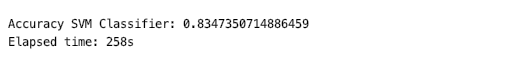 Accuracy SVM Classifier: 0.8347350714886459
Elapsed time: 258s